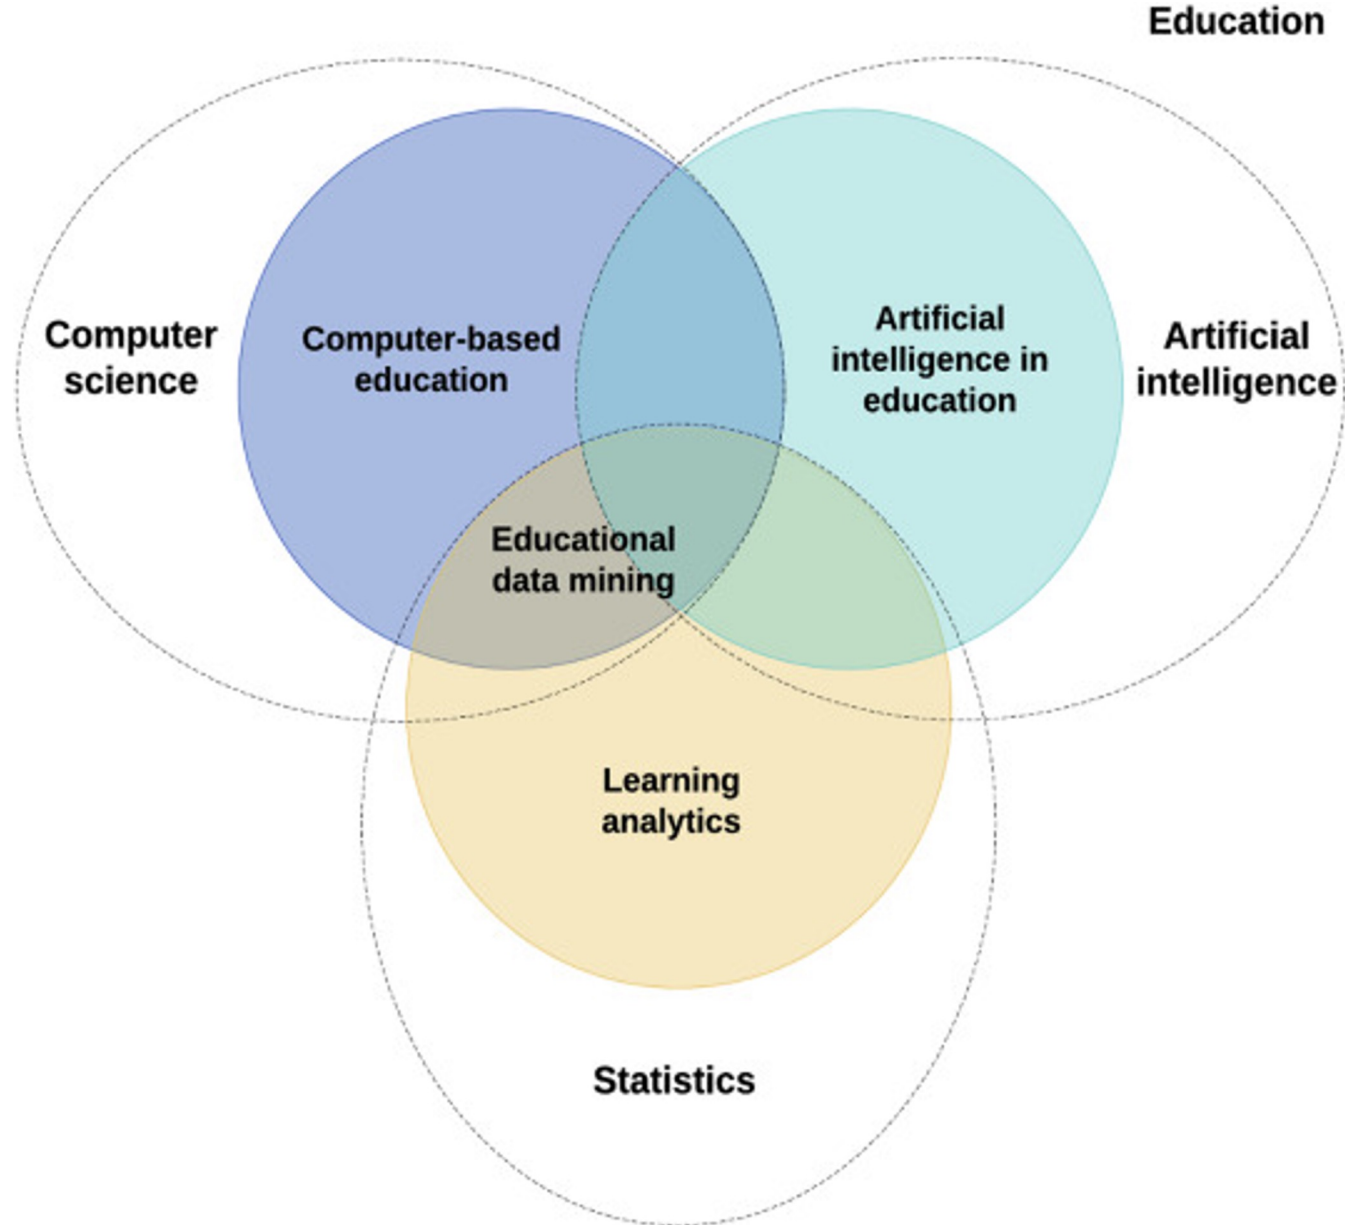 Education
Computer
science
Computer-based
education
Artificial
intelligence in
education
Artificial
intelligence
Educational
data mining
Learning
analytics
Statistics